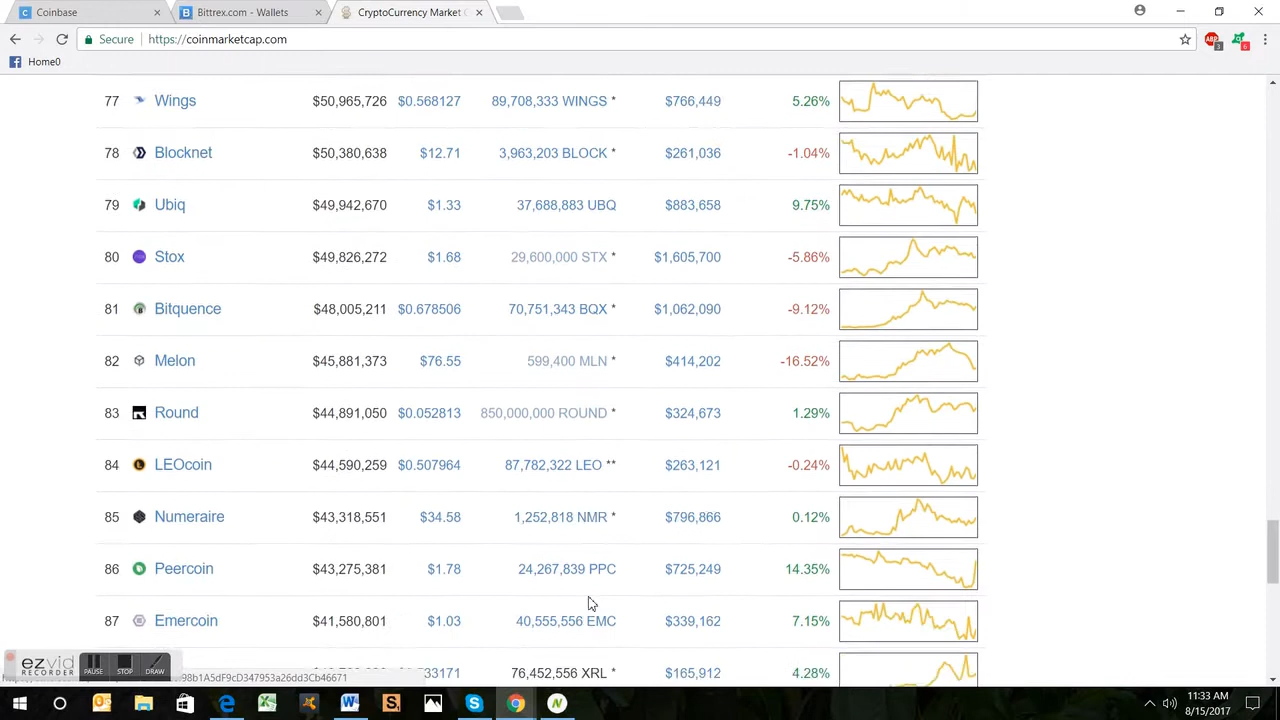 Coinbase
Bittrex.com - Wallets
CryptoCurrency Market C
Secure https://coinmarketcap.com
ABP 3 6
Home0
77 Wings $50,965,726 $0.568127 89,708,333 WINGS * $766,449 5.26%
78 Blocknet $50,380,638 $12.71 3,963,203 BLOCK * $261,036 -1.04%
79 Ubiq $49,942,670 $1.33 37,688,883 UBQ $883,658 9.75%
80 Stox $49,826,272 $1.68 29,600,000 STX * $1,605,700 -5.86%
81 Bitquence $48,005,211 $0.678506 70,751,343 BQX * $1,062,090 -9.12%
82 Melon $45,881,373 $76.55 599,400 MLN * $414,202 -16.52%
83 Round $44,891,050 $0.052813 850,000,000 ROUND * $324,673 1.29%
84 LEOcoin $44,590,259 $0.507964 87,782,322 LEO ** $263,121 -0.24%
85 Numeraire $43,318,551 $34.58 1,252,818 NMR * $796,866 0.12%
86 Peercoin $43,275,381 $1.78 24,267,839 PPC $725,249 14.35%
87 Emercoin $41,580,801 $1.03 40,555,556 EMC $339,162 7.15%
76,452,556 XRL * $165,912 4.28%
ezvid RECORDER PAUSE STOP DRAW
11:33 AM
8/15/2017